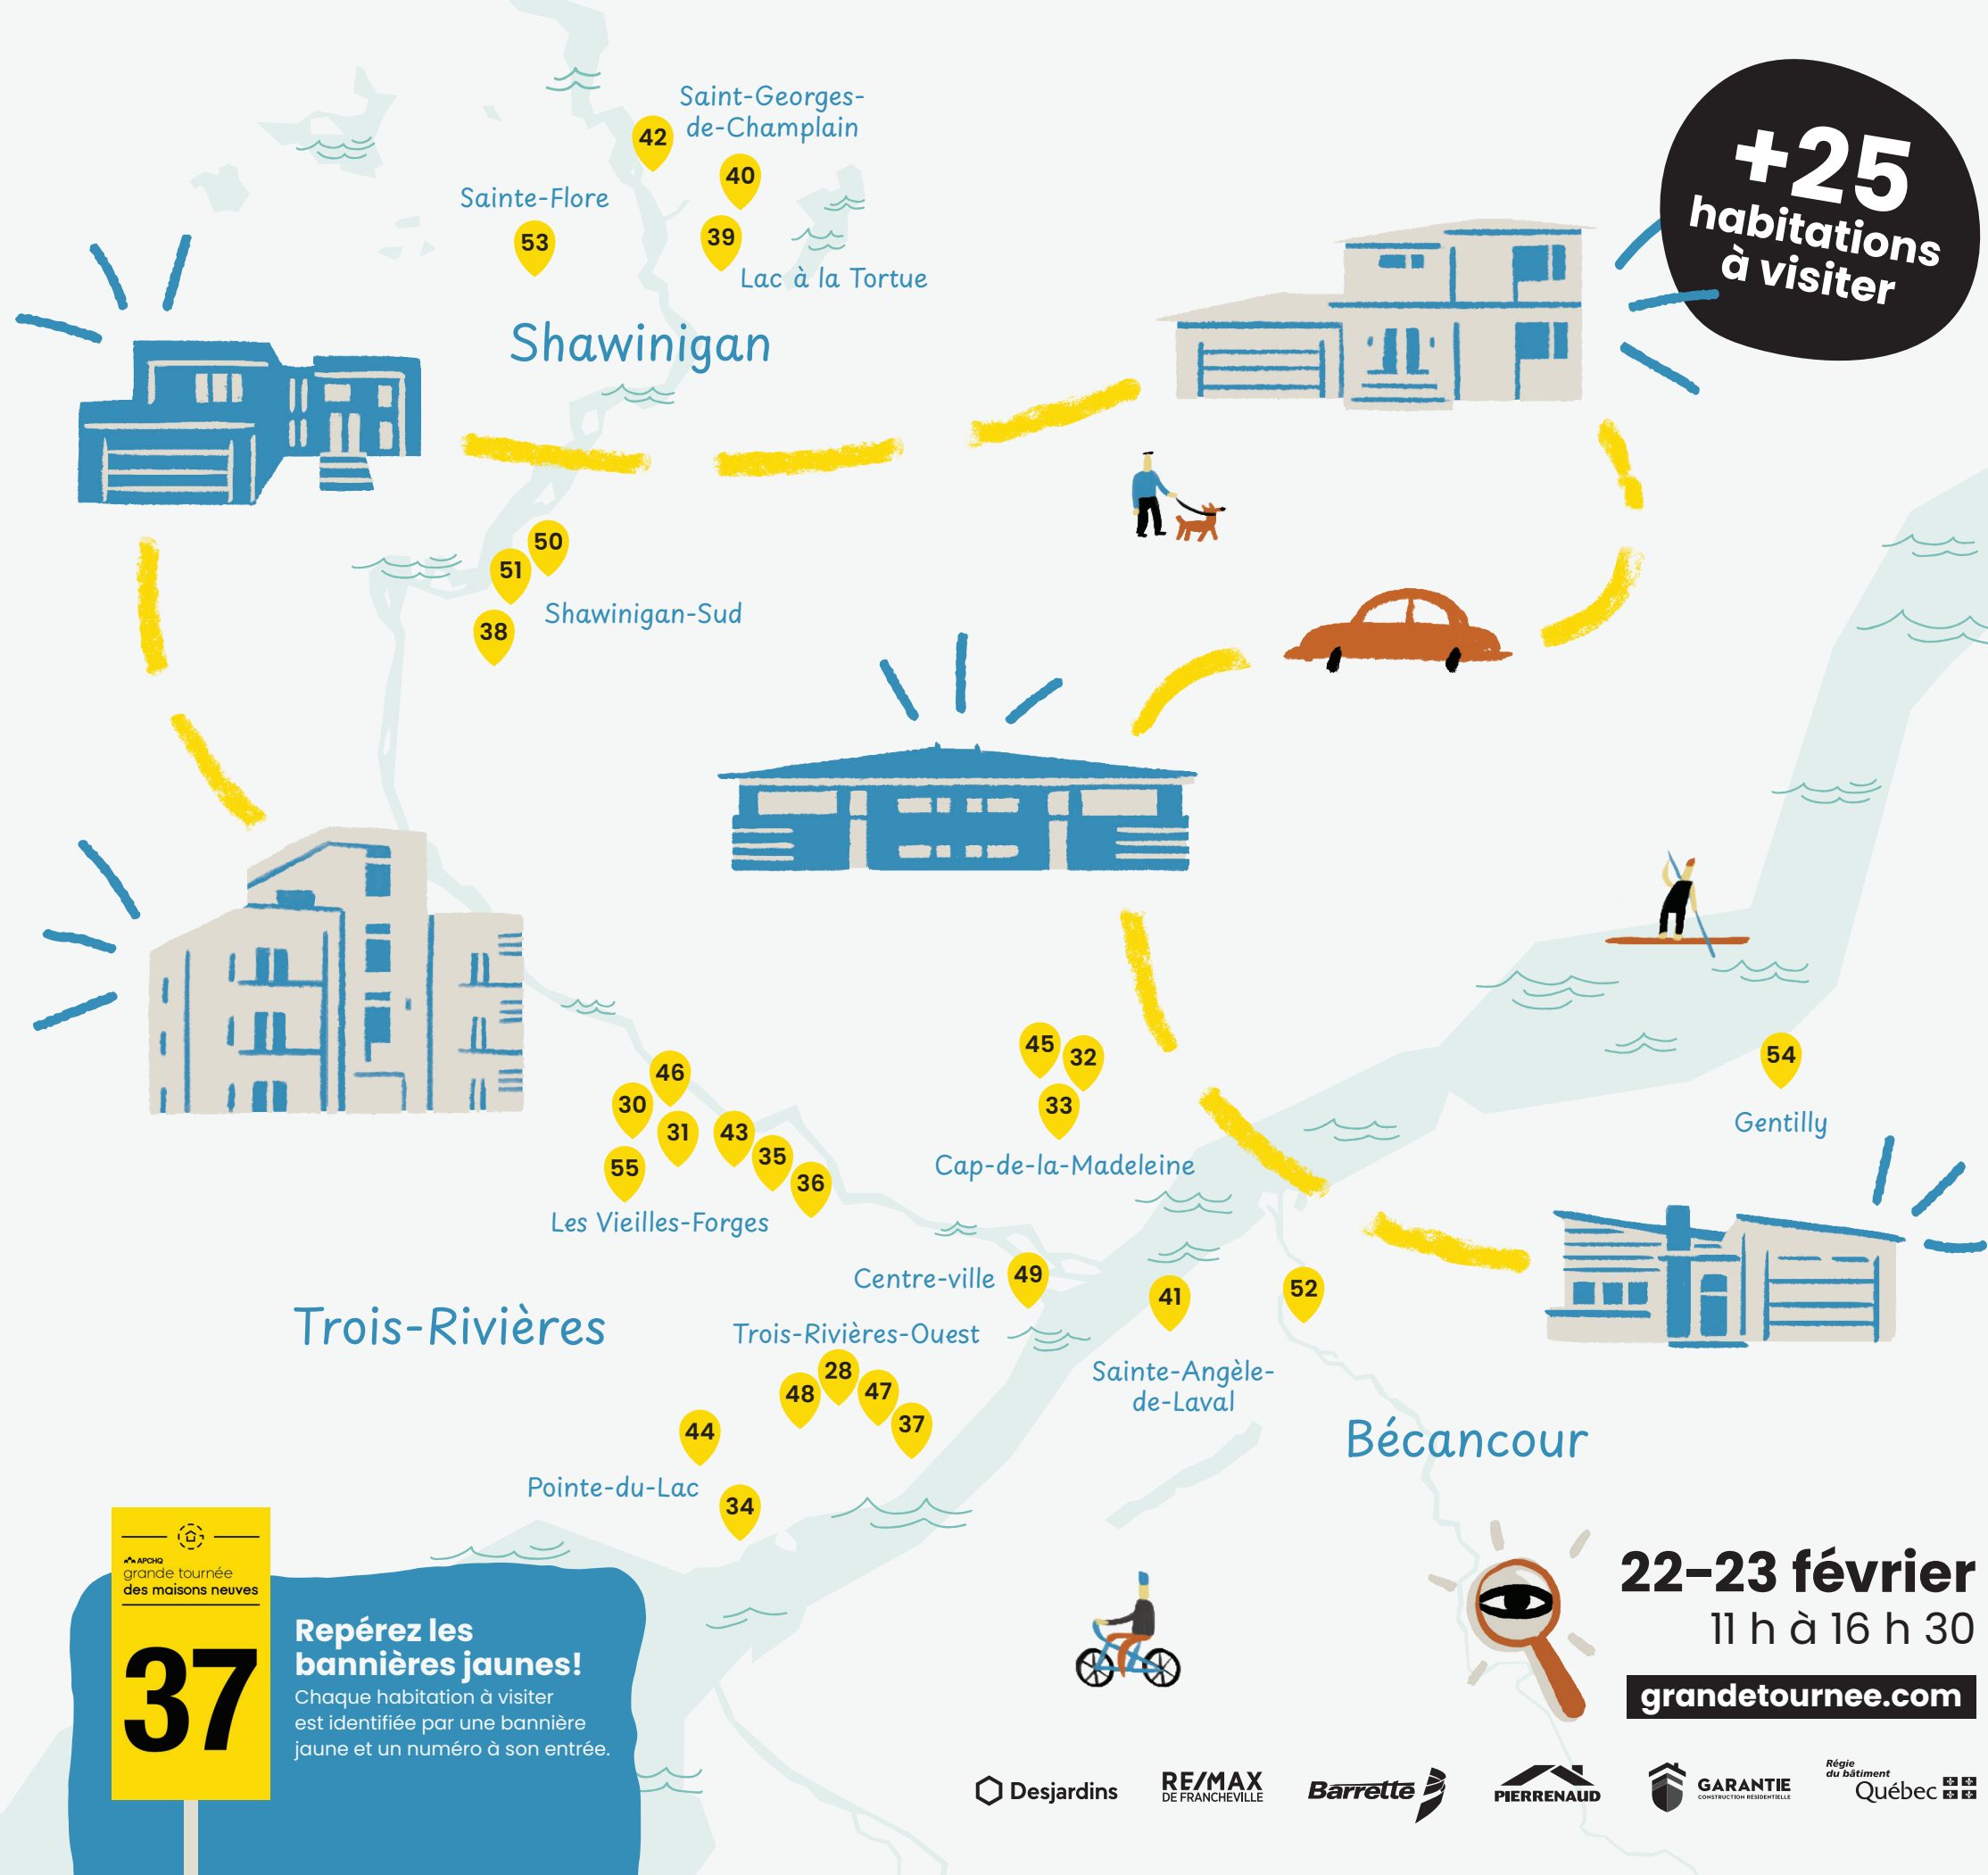 +25
habitations
à visiter
Saint-Georges-
de-Champlain
42
40
Sainte-Flore
53
39
Lac à la Tortue
Shawinigan
50
51
38
Shawinigan-Sud
45
32
33
Cap-de-la-Madeleine
54
Gentilly
46
30
31
43
35
55
36
Les Vieilles-Forges
Centre-ville
49
41
52
Trois-Rivières
Trois-Rivières-Ouest
28
48
47
37
Sainte-Angèle-
de-Laval
Bécancour
44
Pointe-du-Lac
34
APCHQ
grande tournée
des maisons neuves
37
Repérez les
bannières jaunes!
Chaque habitation à visiter
est identifiée par une bannière
jaune et un numéro à son entrée.
22-23 février
11 h à 16 h 30
grandetournee.com
Desjardins
RE/MAX
DE FRANCHEVILLE
Barrette
PIERRENAUD
GARANTIE
CONSTRUCTION RÉSIDENTIELLE
Régie
du bâtiment
Québec